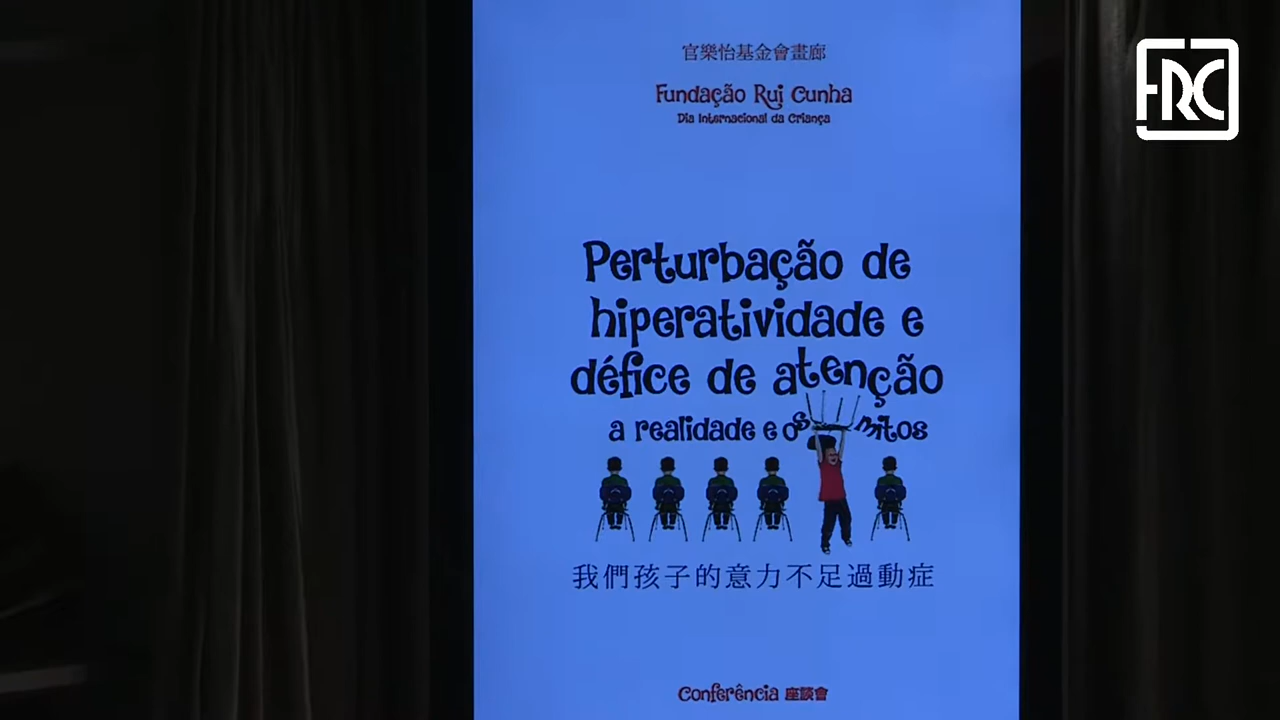 官樂怡基金會畫廊
FRC
Fundação Rui Cunha
Dia Internacional da Criança
Perturbação de
hiperatividade e
défice de atenção
a realidade e os mitos
我們孩子的意力不足過動症
Conferência 座談會